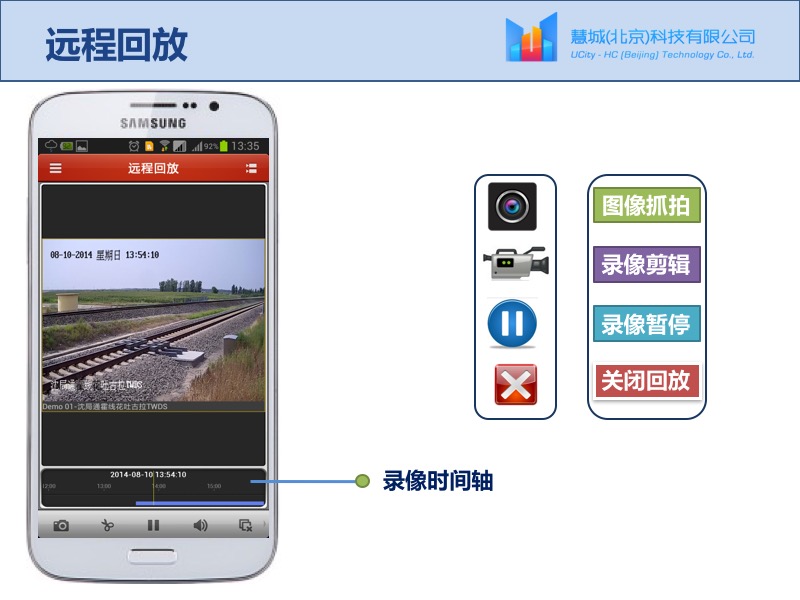 远程回放
慧城(北京)科技有限公司
UCity - HC (Beijing) Technology Co., Ltd.
SAMSUNG
92% 13:35
远程回放
08-10-2014 星期日 13:54:10
沈局通 线 吐古拉TWDS
Demo 01-沈局通霍线花吐古拉TWDS
2014-08-10 13:54:10
12:00 13:00 14:00 15:00
录像时间轴
图像抓拍
录像剪辑
录像暂停
关闭回放